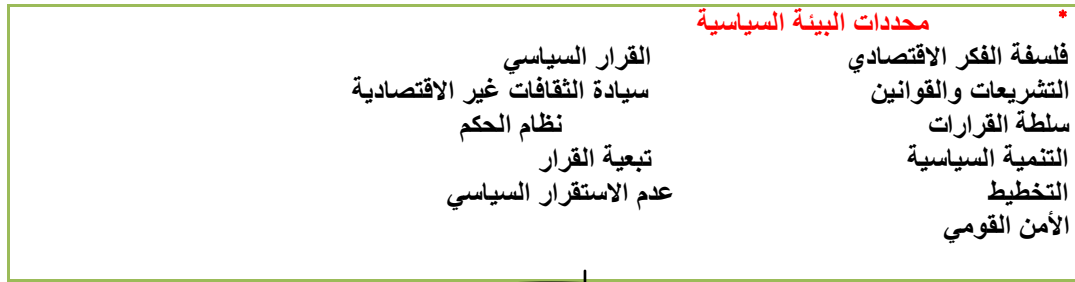 * محددات البيئة السياسية
فلسفة الفكر الاقتصادي القرار السياسي
التشريعات والقوانين سيادة الثقافات غير الاقتصادية
سلطة القرارات نظام الحكم
التنمية السياسية تبعية القرار
التخطيط عدم الاستقرار السياسي
الأمن القومي